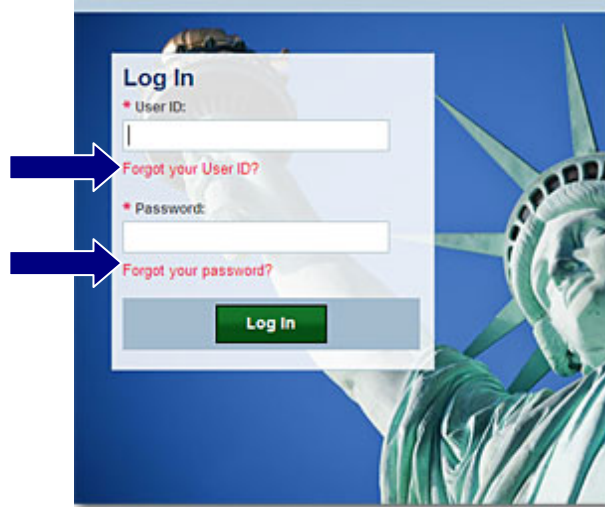 Log In
* User ID:
Forgot your User ID?
* Password:
Forgot your password?
Log In